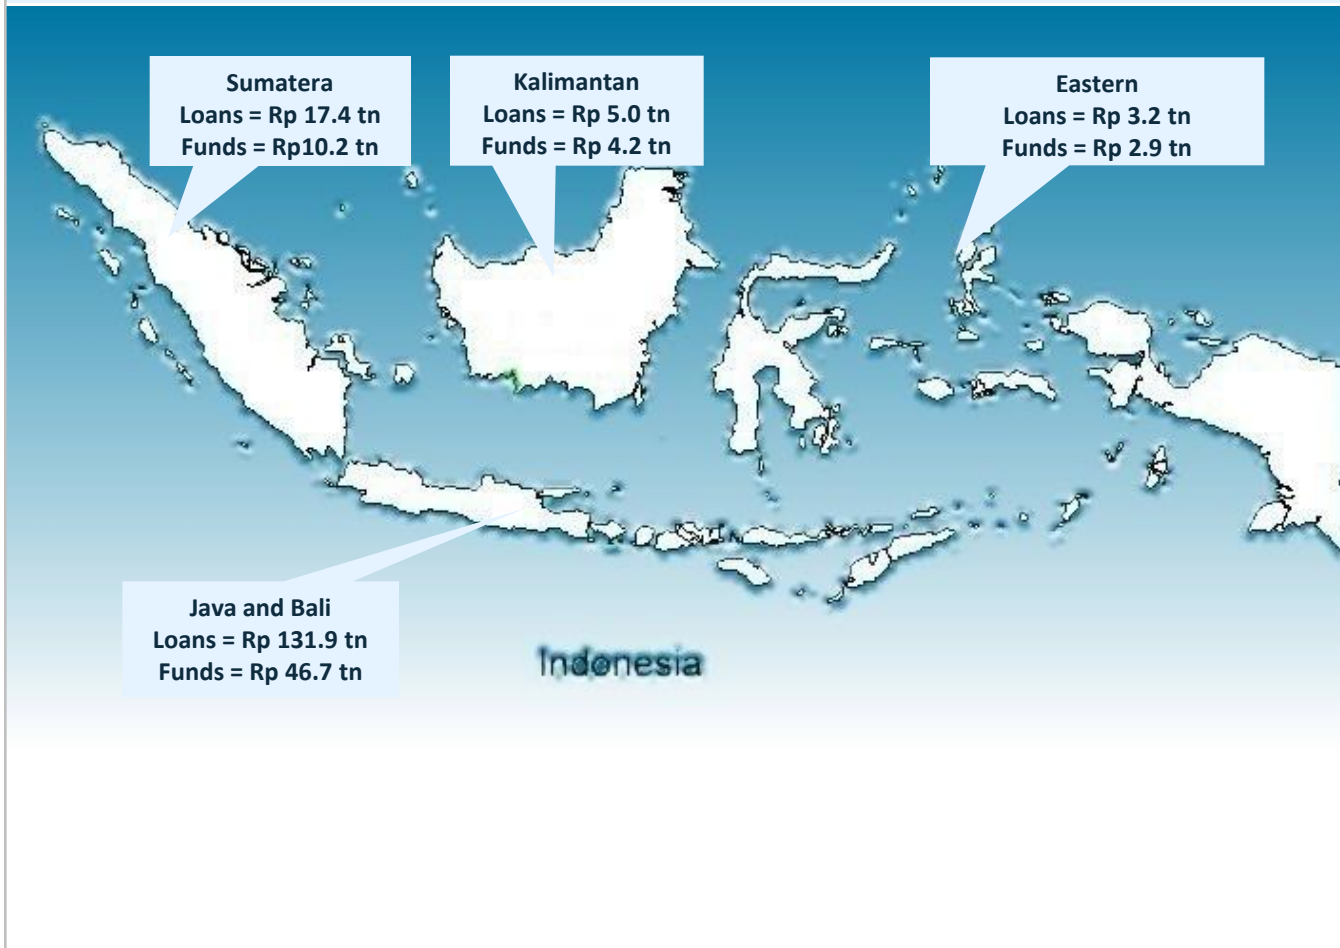 Sumatera
Loans = Rp 17.4 tn
Funds = Rp10.2 tn
Kalimantan
Loans = Rp 5.0 tn
Funds = Rp 4.2 tn
Eastern
Loans = Rp 3.2 tn
Funds = Rp 2.9 tn
Java and Bali
Loans = Rp 131.9 tn
Funds = Rp 46.7 tn
Indonesia